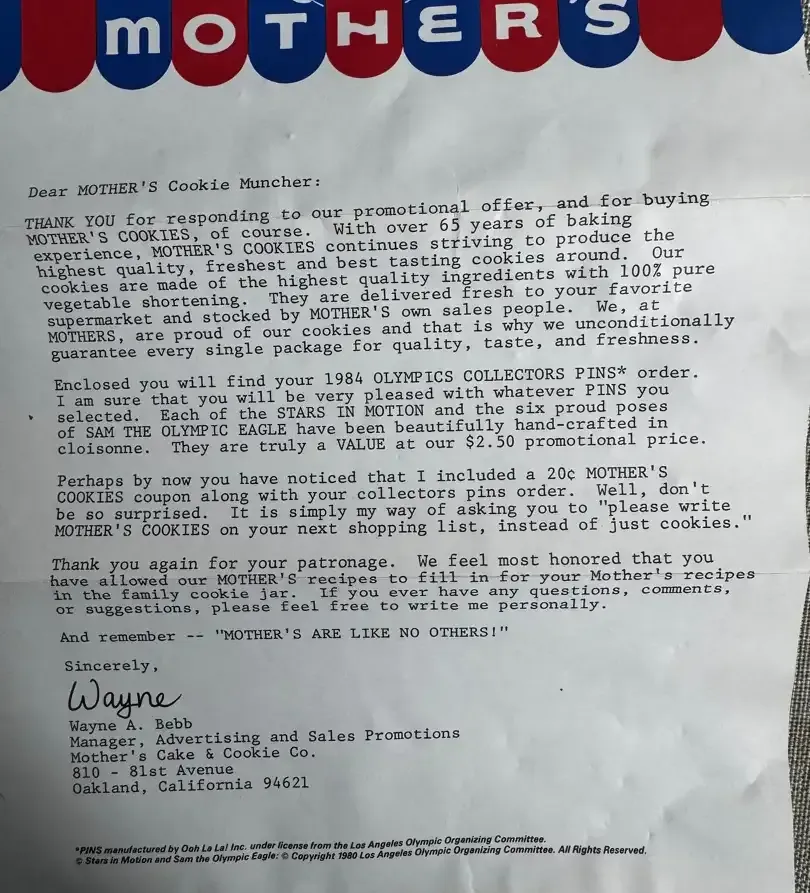 MOTHER'S
Dear MOTHER'S Cookie Muncher:
THANK YOU for responding to our promotional offer, and for buying
MOTHER'S COOKIES, of course. With over 65 years of baking
experience, MOTHER'S COOKIES continues striving to produce the
highest quality, freshest and best tasting cookies around. Our
cookies are made of the highest quality ingredients with 100% pure
vegetable shortening. They are delivered fresh to your favorite
supermarket and stocked by MOTHER'S own sales people. We, at
MOTHERS, are proud of our cookies and that is why we unconditionally
guarantee every single package for quality, taste, and freshness.
Enclosed you will find your 1984 OLYMPICS COLLECTORS PINS* order.
I am sure that you will be very pleased with whatever PINS you
selected. Each of the STARS IN MOTION and the six proud poses
of SAM THE OLYMPIC EAGLE have been beautifully hand-crafted in
cloisonne. They are truly a VALUE at our $2.50 promotional price.
Perhaps by now you have noticed that I included a 20¢ MOTHER'S
COOKIES coupon along with your collectors pins order. Well, don't
be so surprised. It is simply my way of asking you to "please write
MOTHER'S COOKIES on your next shopping list, instead of just cookies."
Thank you again for your patronage. We feel most honored that you
have allowed our MOTHER'S recipes to fill in for your Mother's recipes
in the family cookie jar. If you ever have any questions, comments,
or suggestions, please feel free to write me personally.
And remember -- "MOTHER'S ARE LIKE NO OTHERS!"
Sincerely,
Wayne
Wayne A. Bebb
Manager, Advertising and Sales Promotions
Mother's Cake & Cookie Co.
810 - 81st Avenue
Oakland, California 94621
*PINS manufactured by Ooh La La! Inc. under license from the Los Angeles Olympic Organizing Committee.
© Stars in Motion and Sam the Olympic Eagle: © Copyright 1980 Los Angeles Olympic Organizing Committee. All Rights Reserved.